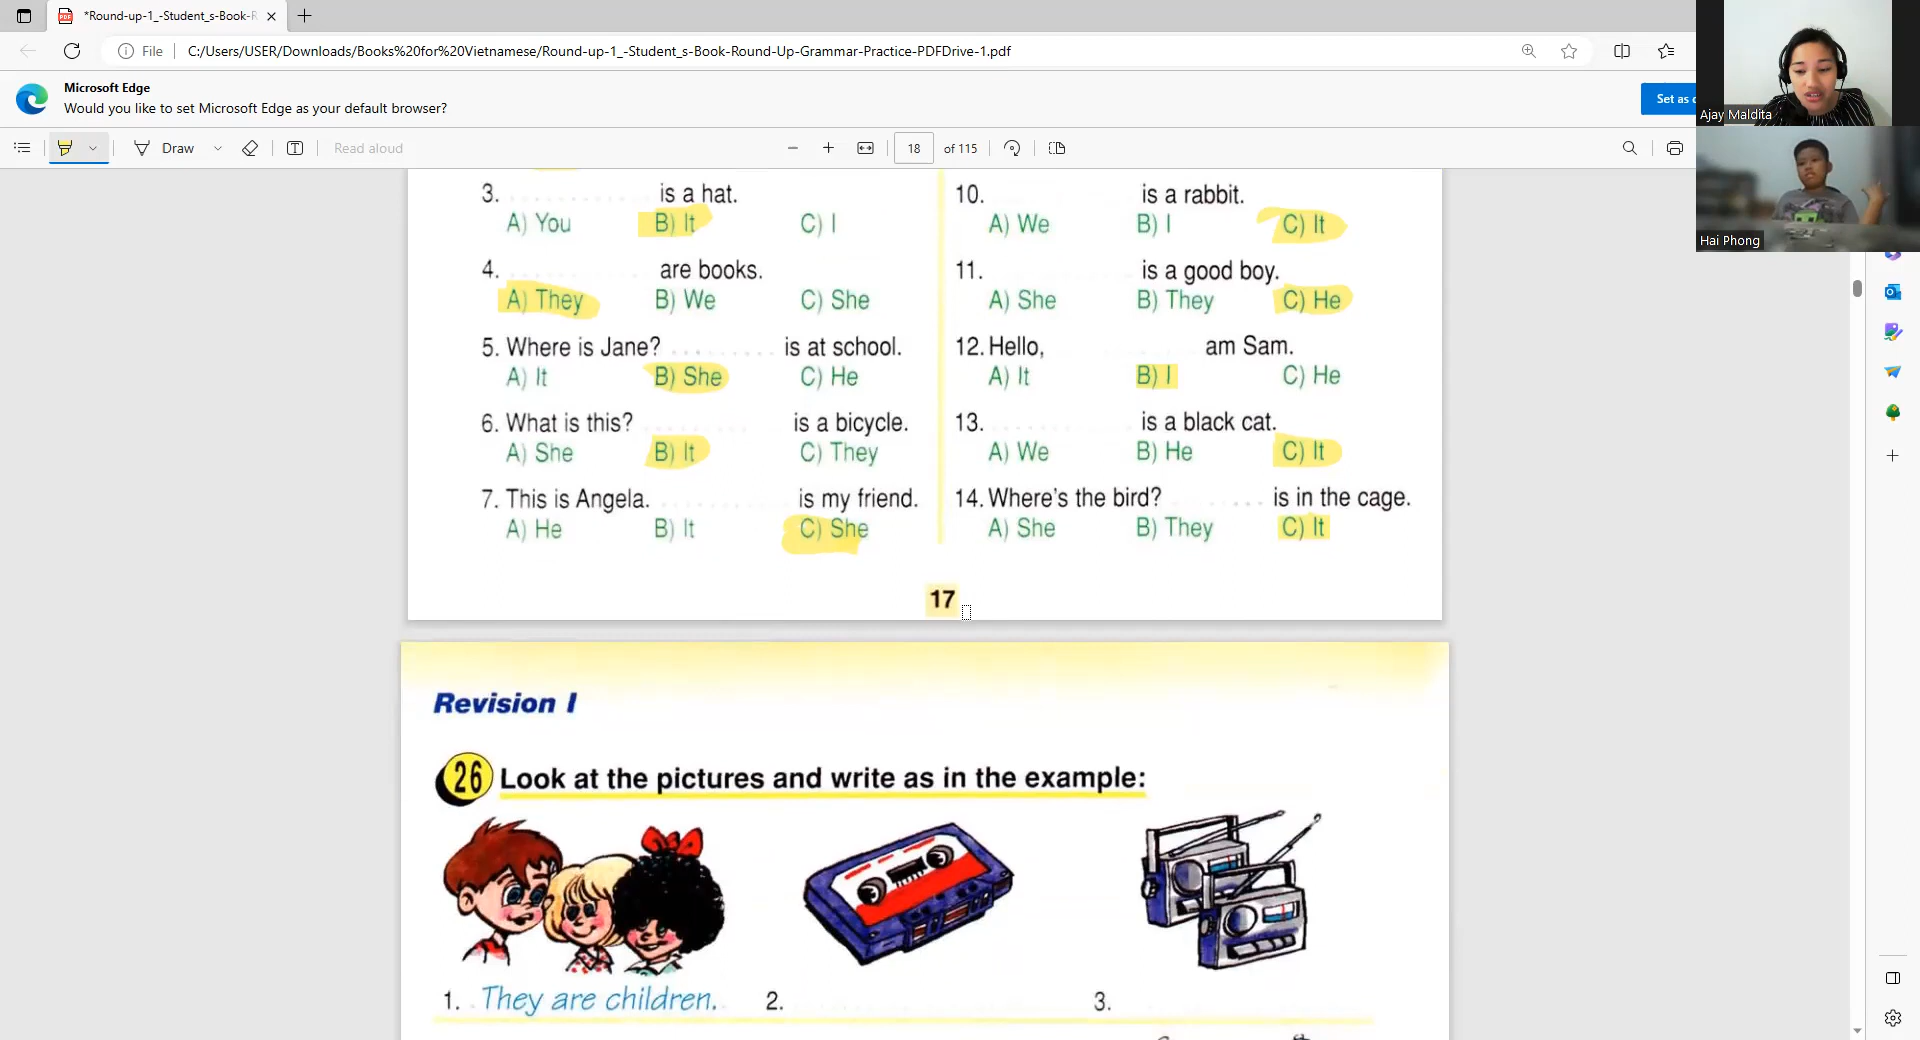 *Round-up-1_-Student_s-Book-R
File
C:/Users/USER/Downloads/Books%20for%20Vietnamese/Round-up-1_-Student_s-Book-Round-Up-Grammar-Practice-PDFDrive-1.pdf
Microsoft Edge
Would you like to set Microsoft Edge as your default browser?
Set as
Ajay Maldita
Hai Phong
Draw
Read aloud
18 of 115
3. .......... is a hat.
A) You B) It C) I
4. .......... are books.
A) They B) We C) She
5. Where is Jane? .......... is at school.
A) It B) She C) He
6. What is this? .......... is a bicycle.
A) She B) It C) They
7. This is Angela. .......... is my friend.
A) He B) It C) She
10. is a rabbit.
A) We B) I C) It
11. is a good boy.
A) She B) They C) He
12. Hello, am Sam.
A) It B) I C) He
13. .......... is a black cat.
A) We B) He C) It
14. Where's the bird? .... is in the cage.
A) She B) They C) It
17
Revision I
26 Look at the pictures and write as in the example:
1. They are children. 2. 3.